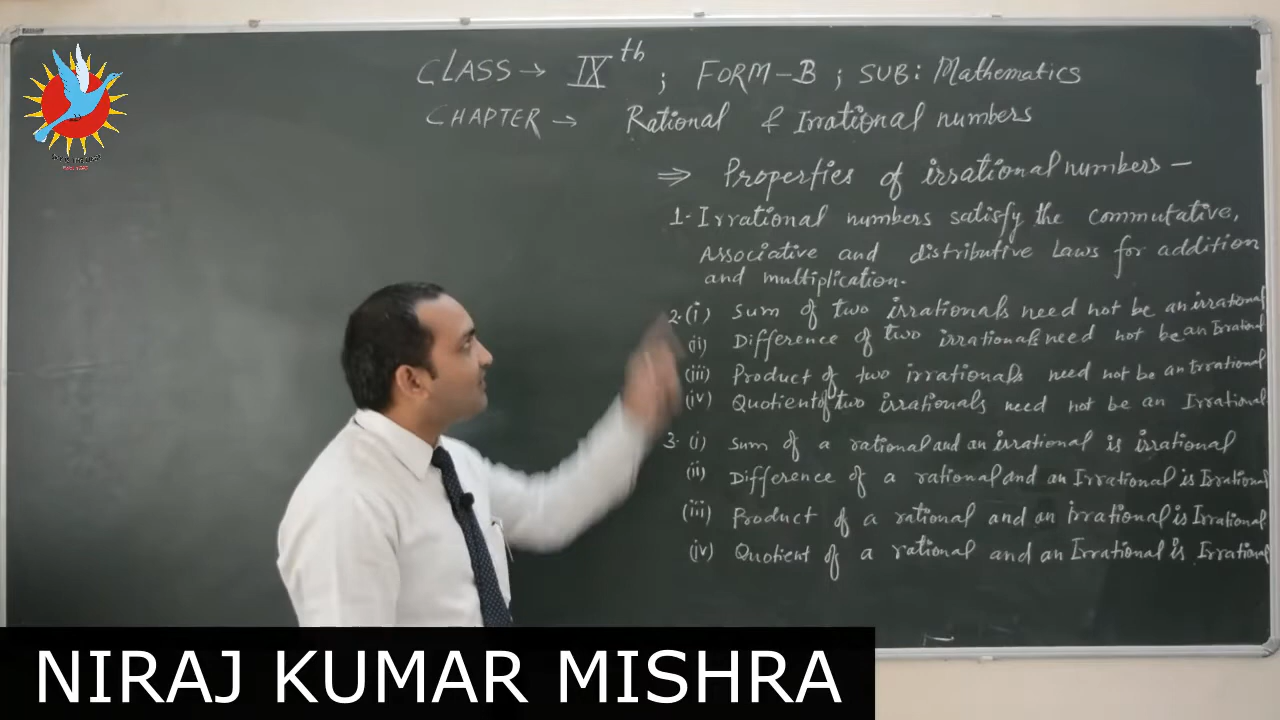 CLASS → IXth ; FORM-B ; SUB: Mathematics
CHAPTER → Rational & Irrational numbers
⇒ Properties of irrational numbers —
1- Irrational numbers satisfy the commutative,
Associative and distributive Laws for addition
and multiplication.
2. (i) Sum of two irrationals need not be an irrational
(ii) Difference of two irrationals need not be an Irrational
(iii) Product of two irrationals need not be an Irrational
(iv) Quotient of two irrationals need not be an Irrational
3- (i) Sum of a rational and an irrational is irrational
(ii) Difference of a rational and an Irrational is Irrational
(iii) Product of a rational and an irrational is Irrational
(iv) Quotient of a rational and an Irrational is Irrational
NIRAJ KUMAR MISHRA